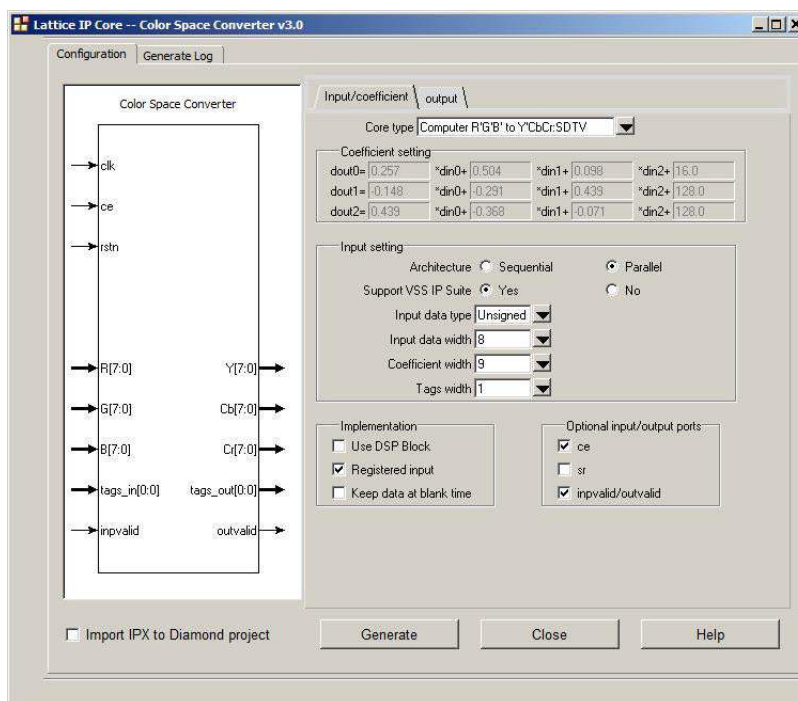 Lattice IP Core -- Color Space Converter v3.0
Configuration
Generate Log
Color Space Converter
clk
ce
rstn
R[7:0] Y[7:0]
G[7:0] Cb[7:0]
B[7:0] Cr[7:0]
tags_in[0:0] tags_out[0:0]
inpvalid outvalid
Input/coefficient
output
Core type Computer R'G'B' to Y'CbCr:SDTV
Coefficient setting
dout0= 0.257 *din0+ 0.504 *din1+ 0.098 *din2+ 16.0
dout1= -0.148 *din0+ -0.291 *din1+ 0.439 *din2+ 128.0
dout2= 0.439 *din0+ -0.368 *din1+ -0.071 *din2+ 128.0
Input setting
Architecture Sequential Parallel
Support VSS IP Suite Yes No
Input data type Unsigned
Input data width 8
Coefficient width 9
Tags width 1
Implementation
Use DSP Block
Registered input
Keep data at blank time
Optional input/output ports
ce
sr
inpvalid/outvalid
Import IPX to Diamond project
Generate
Close
Help